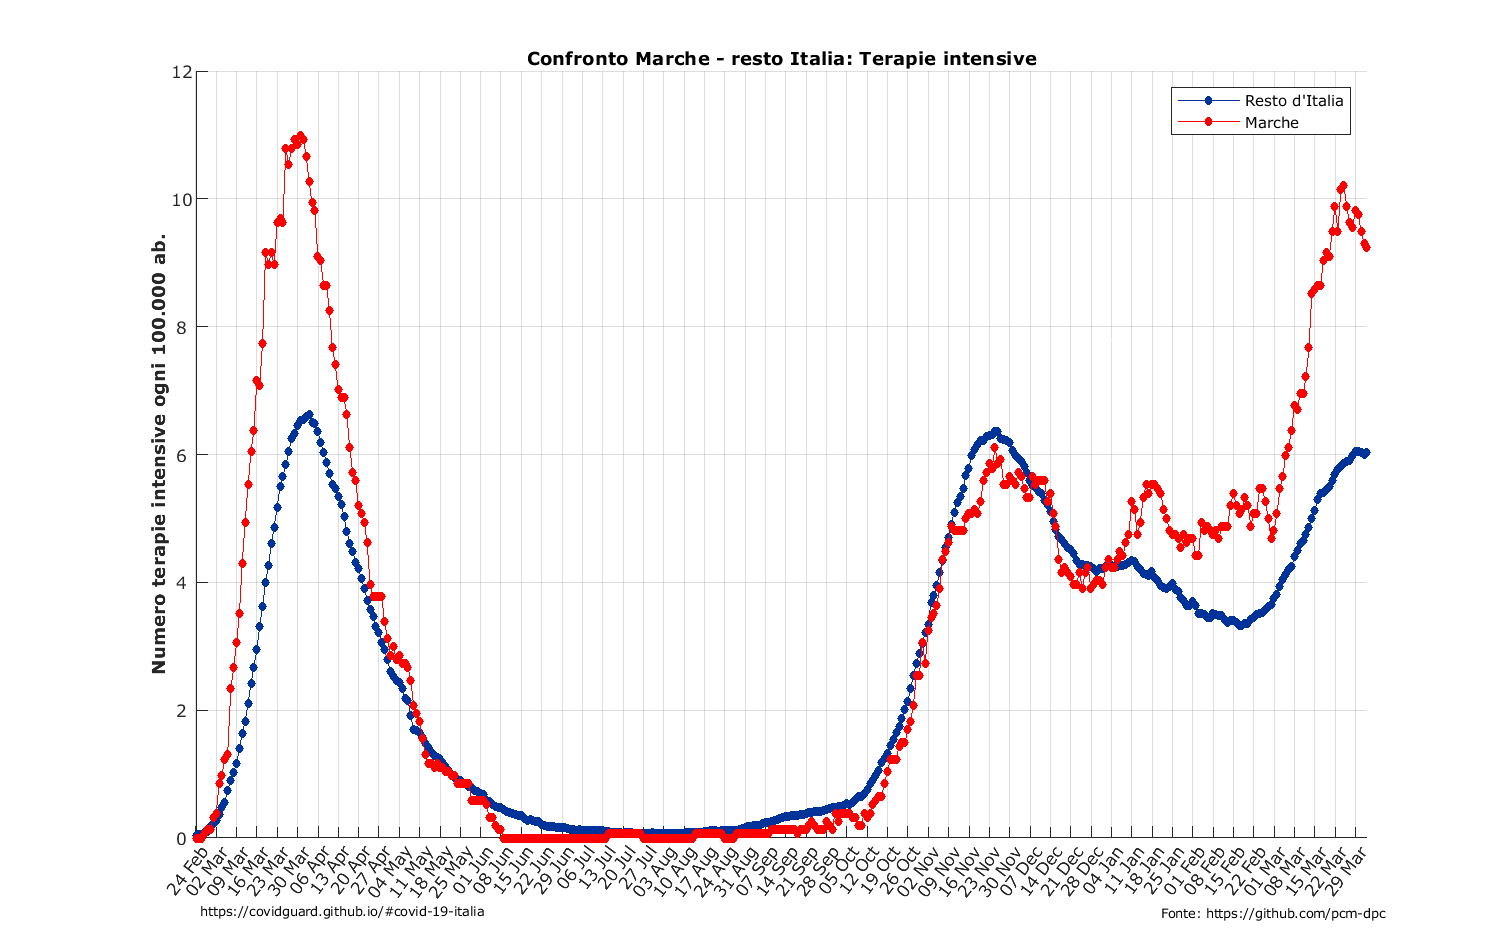 Confronto Marche - resto Italia: Terapie intensive
Resto d'Italia
Marche
Numero terapie intensive ogni 100.000 ab.
12
10
8
6
4
2
0
24 Feb
02 Mar
09 Mar
16 Mar
23 Mar
30 Mar
06 Apr
13 Apr
20 Apr
27 Apr
04 May
11 May
18 May
25 May
01 Jun
08 Jun
15 Jun
22 Jun
29 Jun
06 Jul
13 Jul
20 Jul
27 Jul
03 Aug
10 Aug
17 Aug
24 Aug
31 Aug
07 Sep
14 Sep
21 Sep
28 Sep
05 Oct
12 Oct
19 Oct
26 Oct
02 Nov
09 Nov
16 Nov
23 Nov
30 Nov
07 Dec
14 Dec
21 Dec
28 Dec
04 Jan
11 Jan
18 Jan
25 Jan
01 Feb
08 Feb
15 Feb
22 Feb
01 Mar
08 Mar
15 Mar
22 Mar
29 Mar
https://covidguard.github.io/#covid-19-italia
Fonte: https://github.com/pcm-dpc